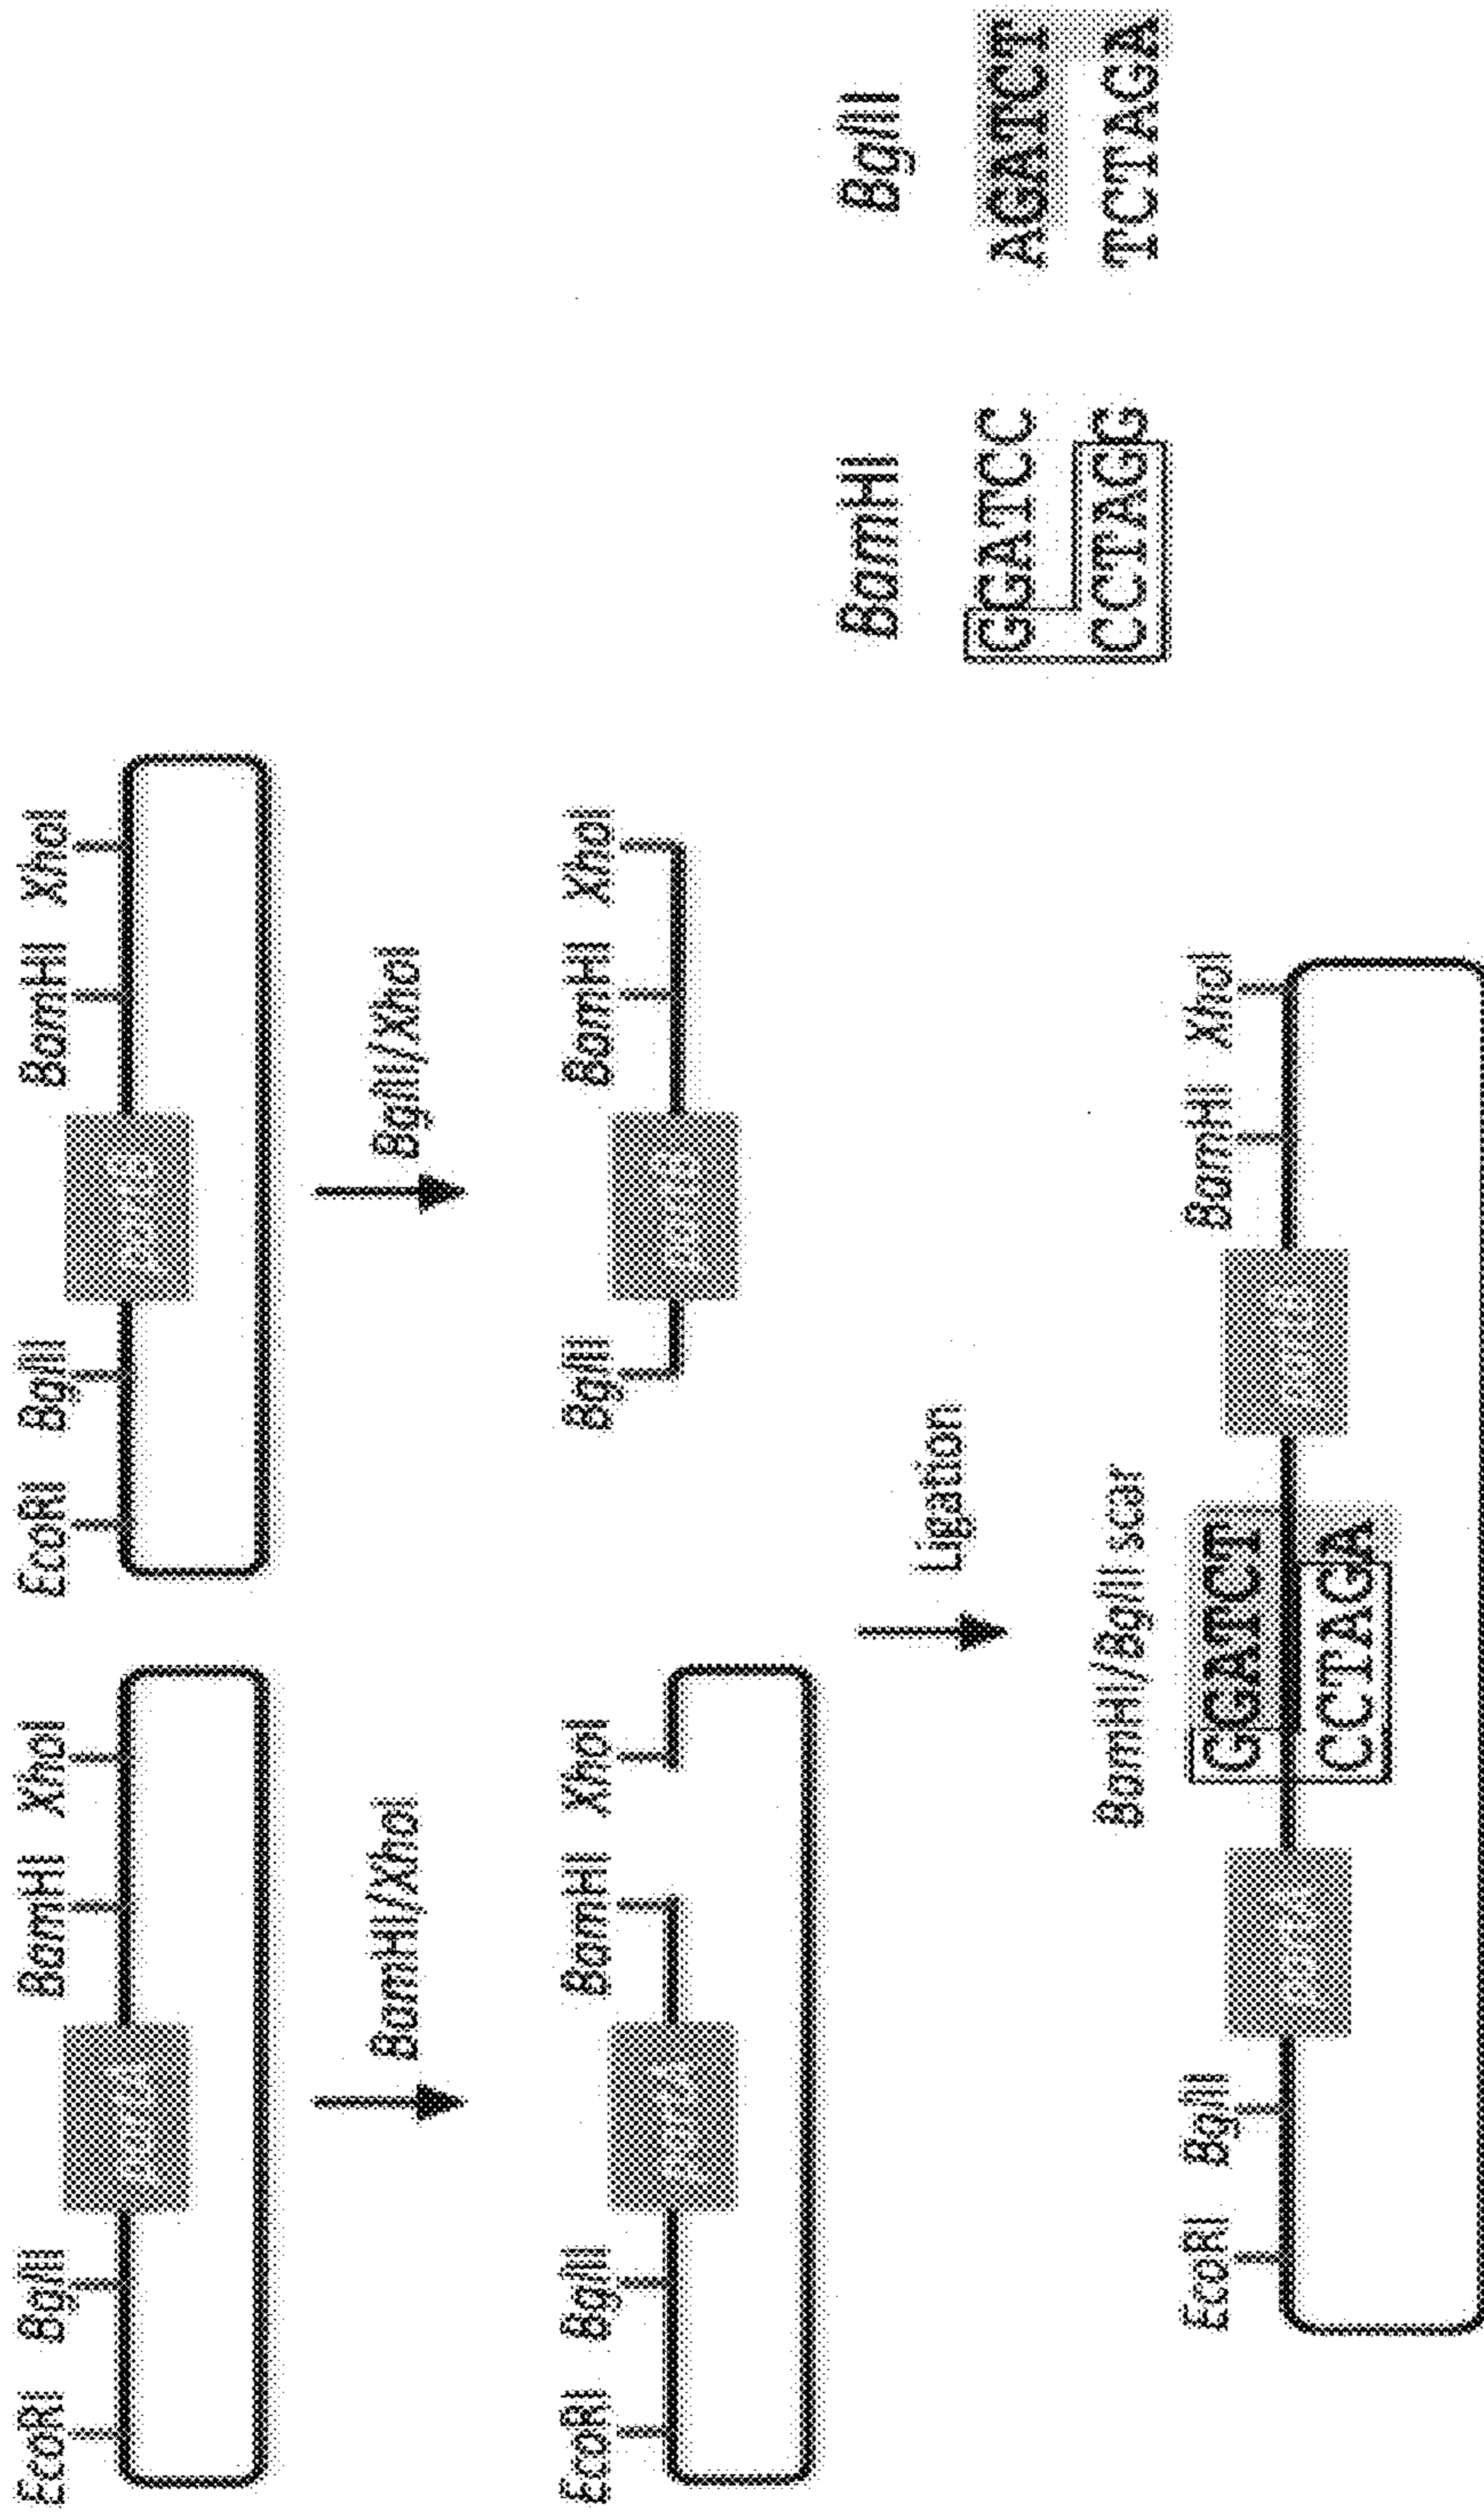 EcoRI BglII BamHI XhoI
EcoRI BglII BamHI XhoI
BamHI/XhoI
BglII/XhoI
EcoRI BglII BamHI XhoI
BglII BamHI XhoI
Ligation
BamHI BglII
GGATCC AGATCT
CCTAGG TCTAGA
BamHI/BglII scar
EcoRI BglII BamHI XhoI
GGATCT
CCTAGA